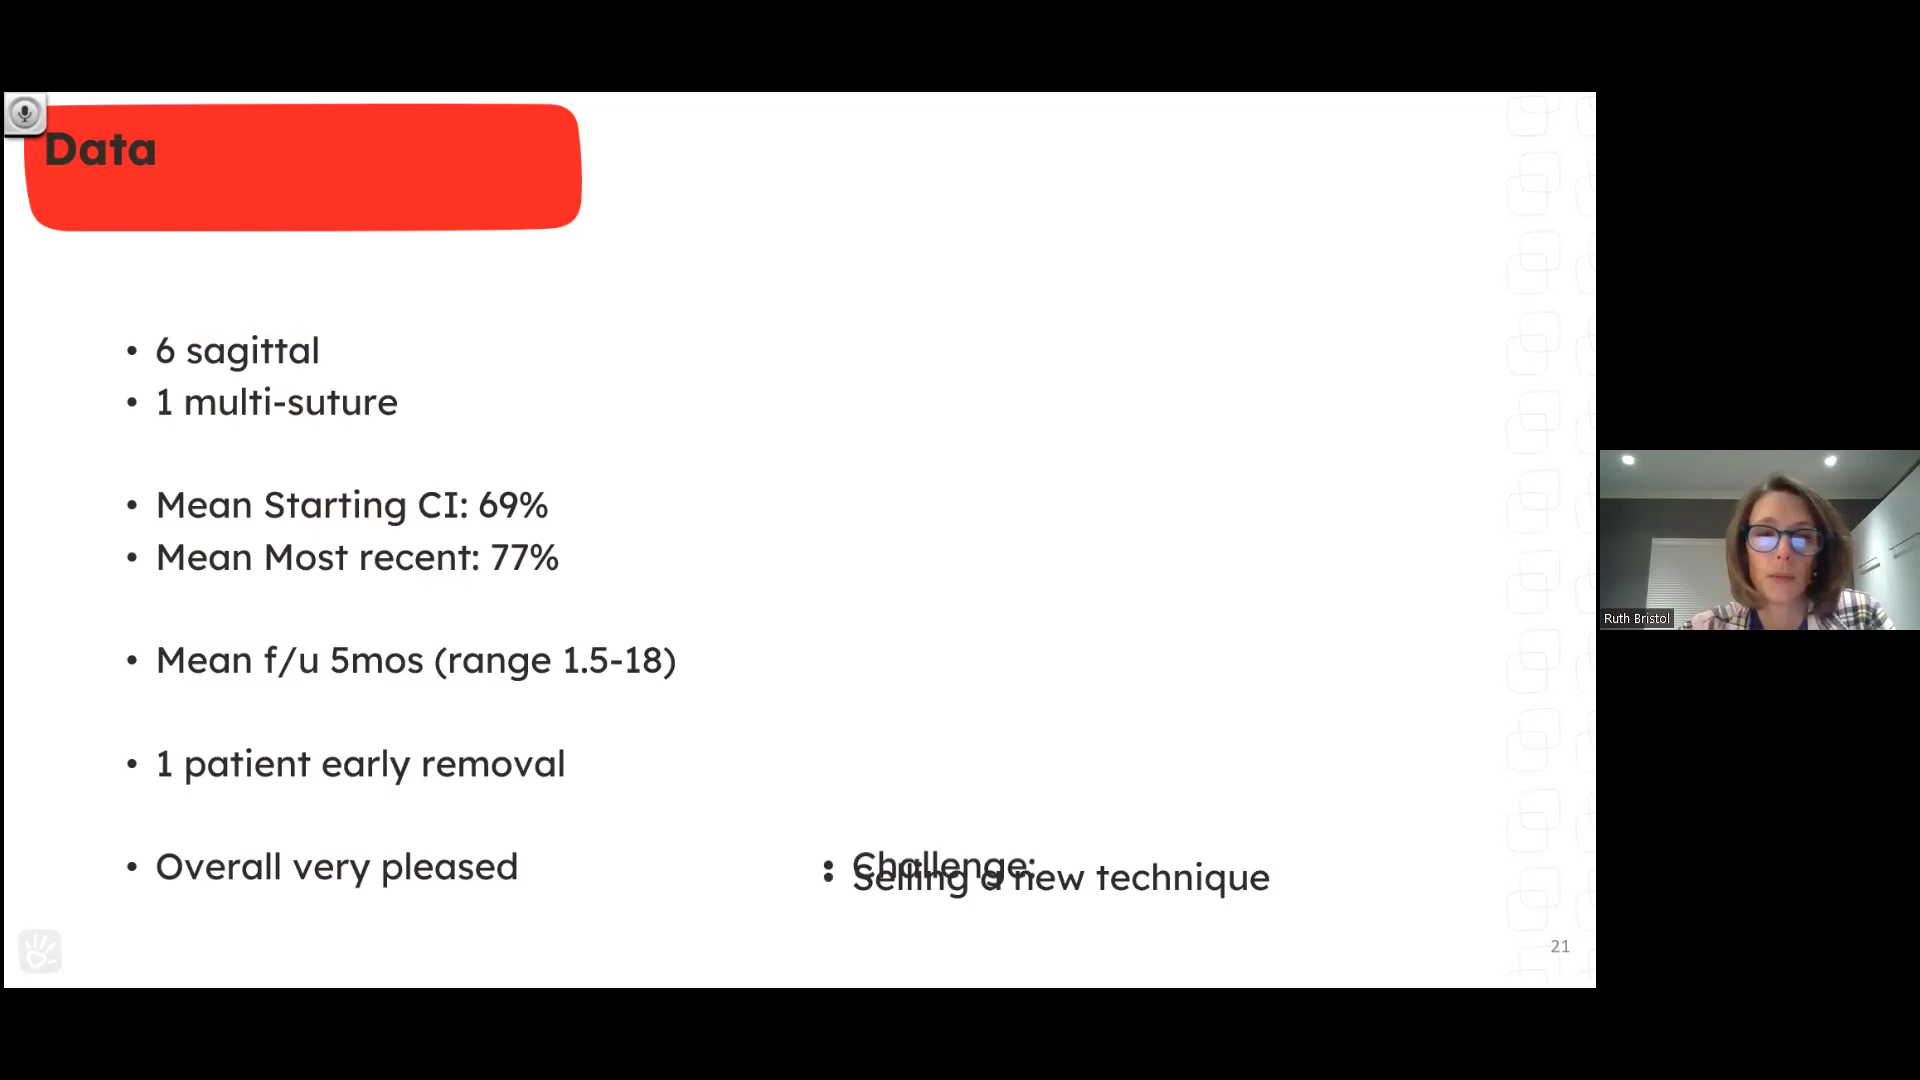 Data
• 6 sagittal
• 1 multi-suture
• Mean Starting CI: 69%
• Mean Most recent: 77%
• Mean f/u 5mos (range 1.5-18)
• 1 patient early removal
• Overall very pleased
• Challenge:
• Selling a new technique
21
Ruth Bristol